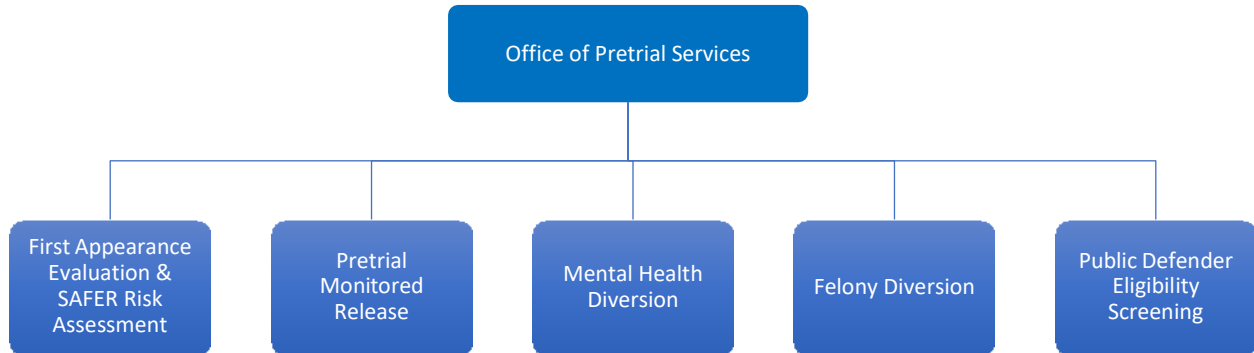 Office of Pretrial Services
First Appearance
Evaluation &
SAFER Risk
Assessment
Pretrial
Monitored
Release
Mental Health
Diversion
Felony Diversion
Public Defender
Eligibility
Screening